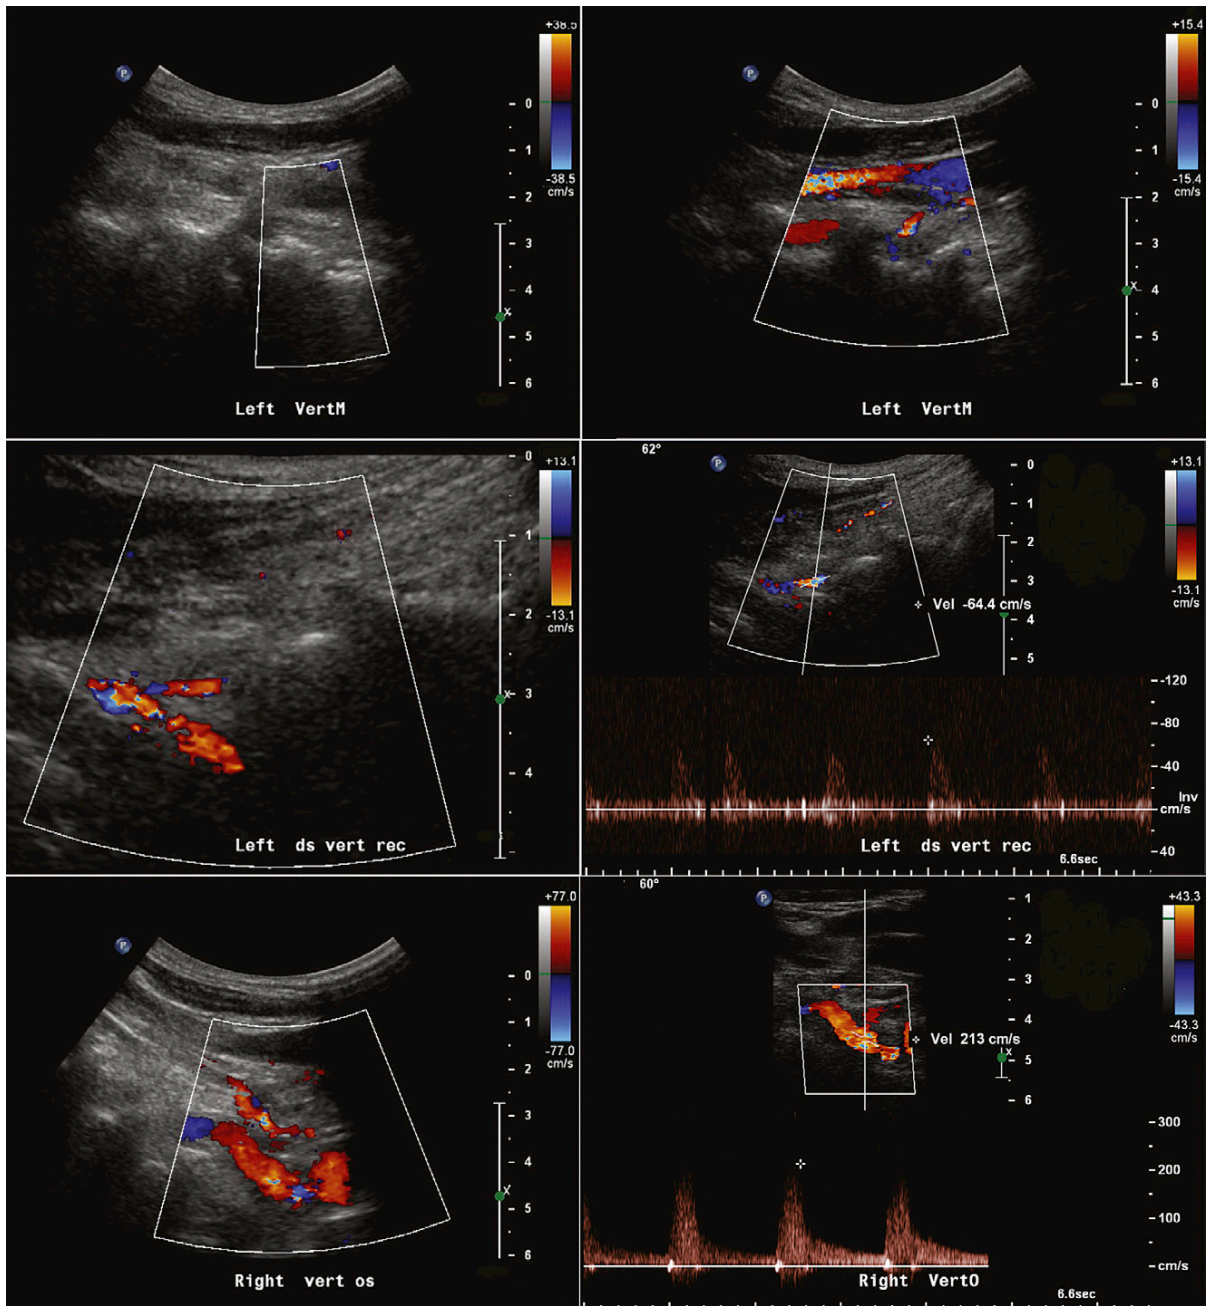 +38.5
P
0
1
-38.5
cm/s
2
3
4
x
5
6
Left VertM
+15.4
P
0
1
-15.4
cm/s
2
3
4
x
5
6
Left VertM
0
+13.1
1
-13.1
cm/s
2
3
x
4
Left ds vert rec
62°
P
0
+13.1
1
2
-13.1
cm/s
3
Vel -64.4 cm/s
4
5
-120
-80
-40
Inv
cm/s
Left ds vert rec
40
6.6sec
+77.0
P
0
1
-77.0
cm/s
2
3
4
x
5
6
Right vert os
60°
P
1
+43.3
2
3
-43.3
cm/s
4
Vel 213 cm/s
x
5
6
300
200
100
cm/s
Right VertO
6.6sec